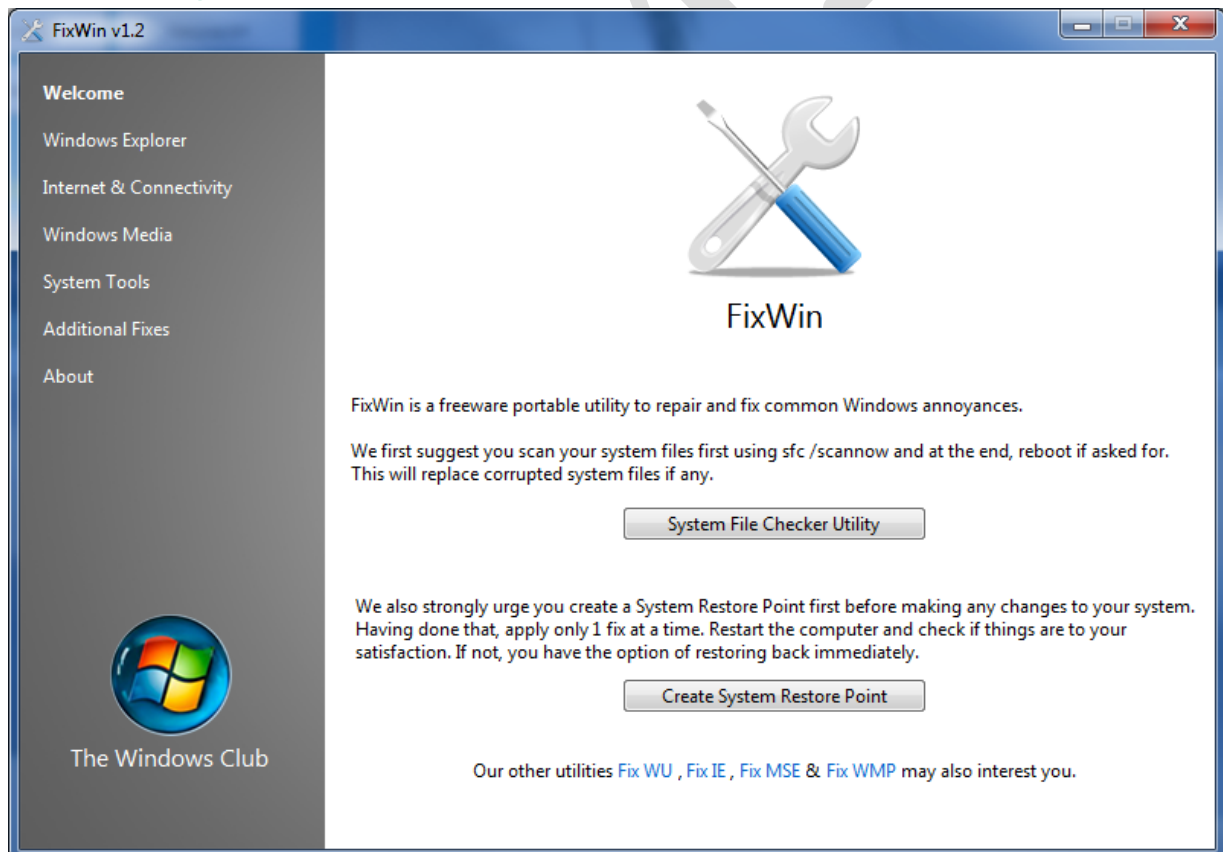 FixWin v1.2
Welcome
Windows Explorer
Internet & Connectivity
Windows Media
System Tools
Additional Fixes
About
The Windows Club
FixWin
FixWin is a freeware portable utility to repair and fix common Windows annoyances.
We first suggest you scan your system files first using sfc /scannow and at the end, reboot if asked for.
This will replace corrupted system files if any.
System File Checker Utility
We also strongly urge you create a System Restore Point first before making any changes to your system.
Having done that, apply only 1 fix at a time. Restart the computer and check if things are to your
satisfaction. If not, you have the option of restoring back immediately.
Create System Restore Point
Our other utilities Fix WU , Fix IE , Fix MSE & Fix WMP may also interest you.